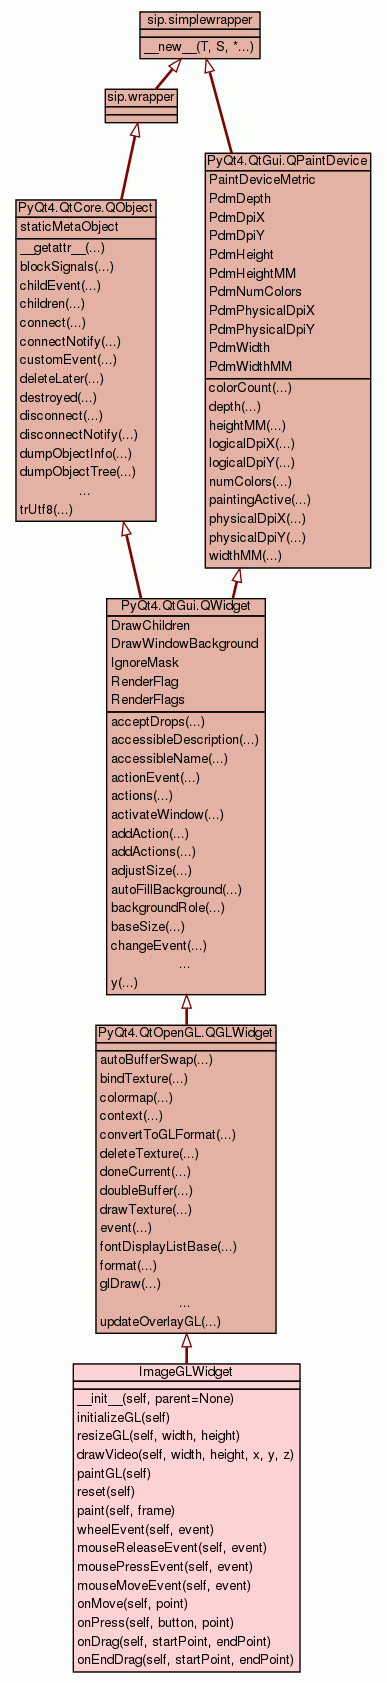 sip.simplewrapper
__new__(T, S, *...)
sip.wrapper
PyQt4.QtGui.QPaintDevice
PaintDeviceMetric
PdmDepth
PdmDpiX
PdmDpiY
PdmHeight
PdmHeightMM
PdmNumColors
PdmPhysicalDpiX
PdmPhysicalDpiY
PdmWidth
PdmWidthMM
colorCount(...)
depth(...)
heightMM(...)
logicalDpiX(...)
logicalDpiY(...)
numColors(...)
paintingActive(...)
physicalDpiX(...)
physicalDpiY(...)
widthMM(...)
PyQt4.QtCore.QObject
staticMetaObject
__getattr__(...)
blockSignals(...)
childEvent(...)
children(...)
connect(...)
connectNotify(...)
customEvent(...)
deleteLater(...)
destroyed(...)
disconnect(...)
disconnectNotify(...)
dumpObjectInfo(...)
dumpObjectTree(...)
...
trUtf8(...)
PyQt4.QtGui.QWidget
DrawChildren
DrawWindowBackground
IgnoreMask
RenderFlag
RenderFlags
acceptDrops(...)
accessibleDescription(...)
accessibleName(...)
actionEvent(...)
actions(...)
activateWindow(...)
addAction(...)
addActions(...)
adjustSize(...)
autoFillBackground(...)
backgroundRole(...)
baseSize(...)
changeEvent(...)
...
y(...)
PyQt4.QtOpenGL.QGLWidget
autoBufferSwap(...)
bindTexture(...)
colormap(...)
context(...)
convertToGLFormat(...)
deleteTexture(...)
doneCurrent(...)
doubleBuffer(...)
drawTexture(...)
event(...)
fontDisplayListBase(...)
format(...)
glDraw(...)
...
updateOverlayGL(...)
ImageGLWidget
__init__(self, parent=None)
initializeGL(self)
resizeGL(self, width, height)
drawVideo(self, width, height, x, y, z)
paintGL(self)
reset(self)
paint(self, frame)
wheelEvent(self, event)
mouseReleaseEvent(self, event)
mousePressEvent(self, event)
mouseMoveEvent(self, event)
onMove(self, point)
onPress(self, button, point)
onDrag(self, startPoint, endPoint)
onEndDrag(self, startPoint, endPoint)